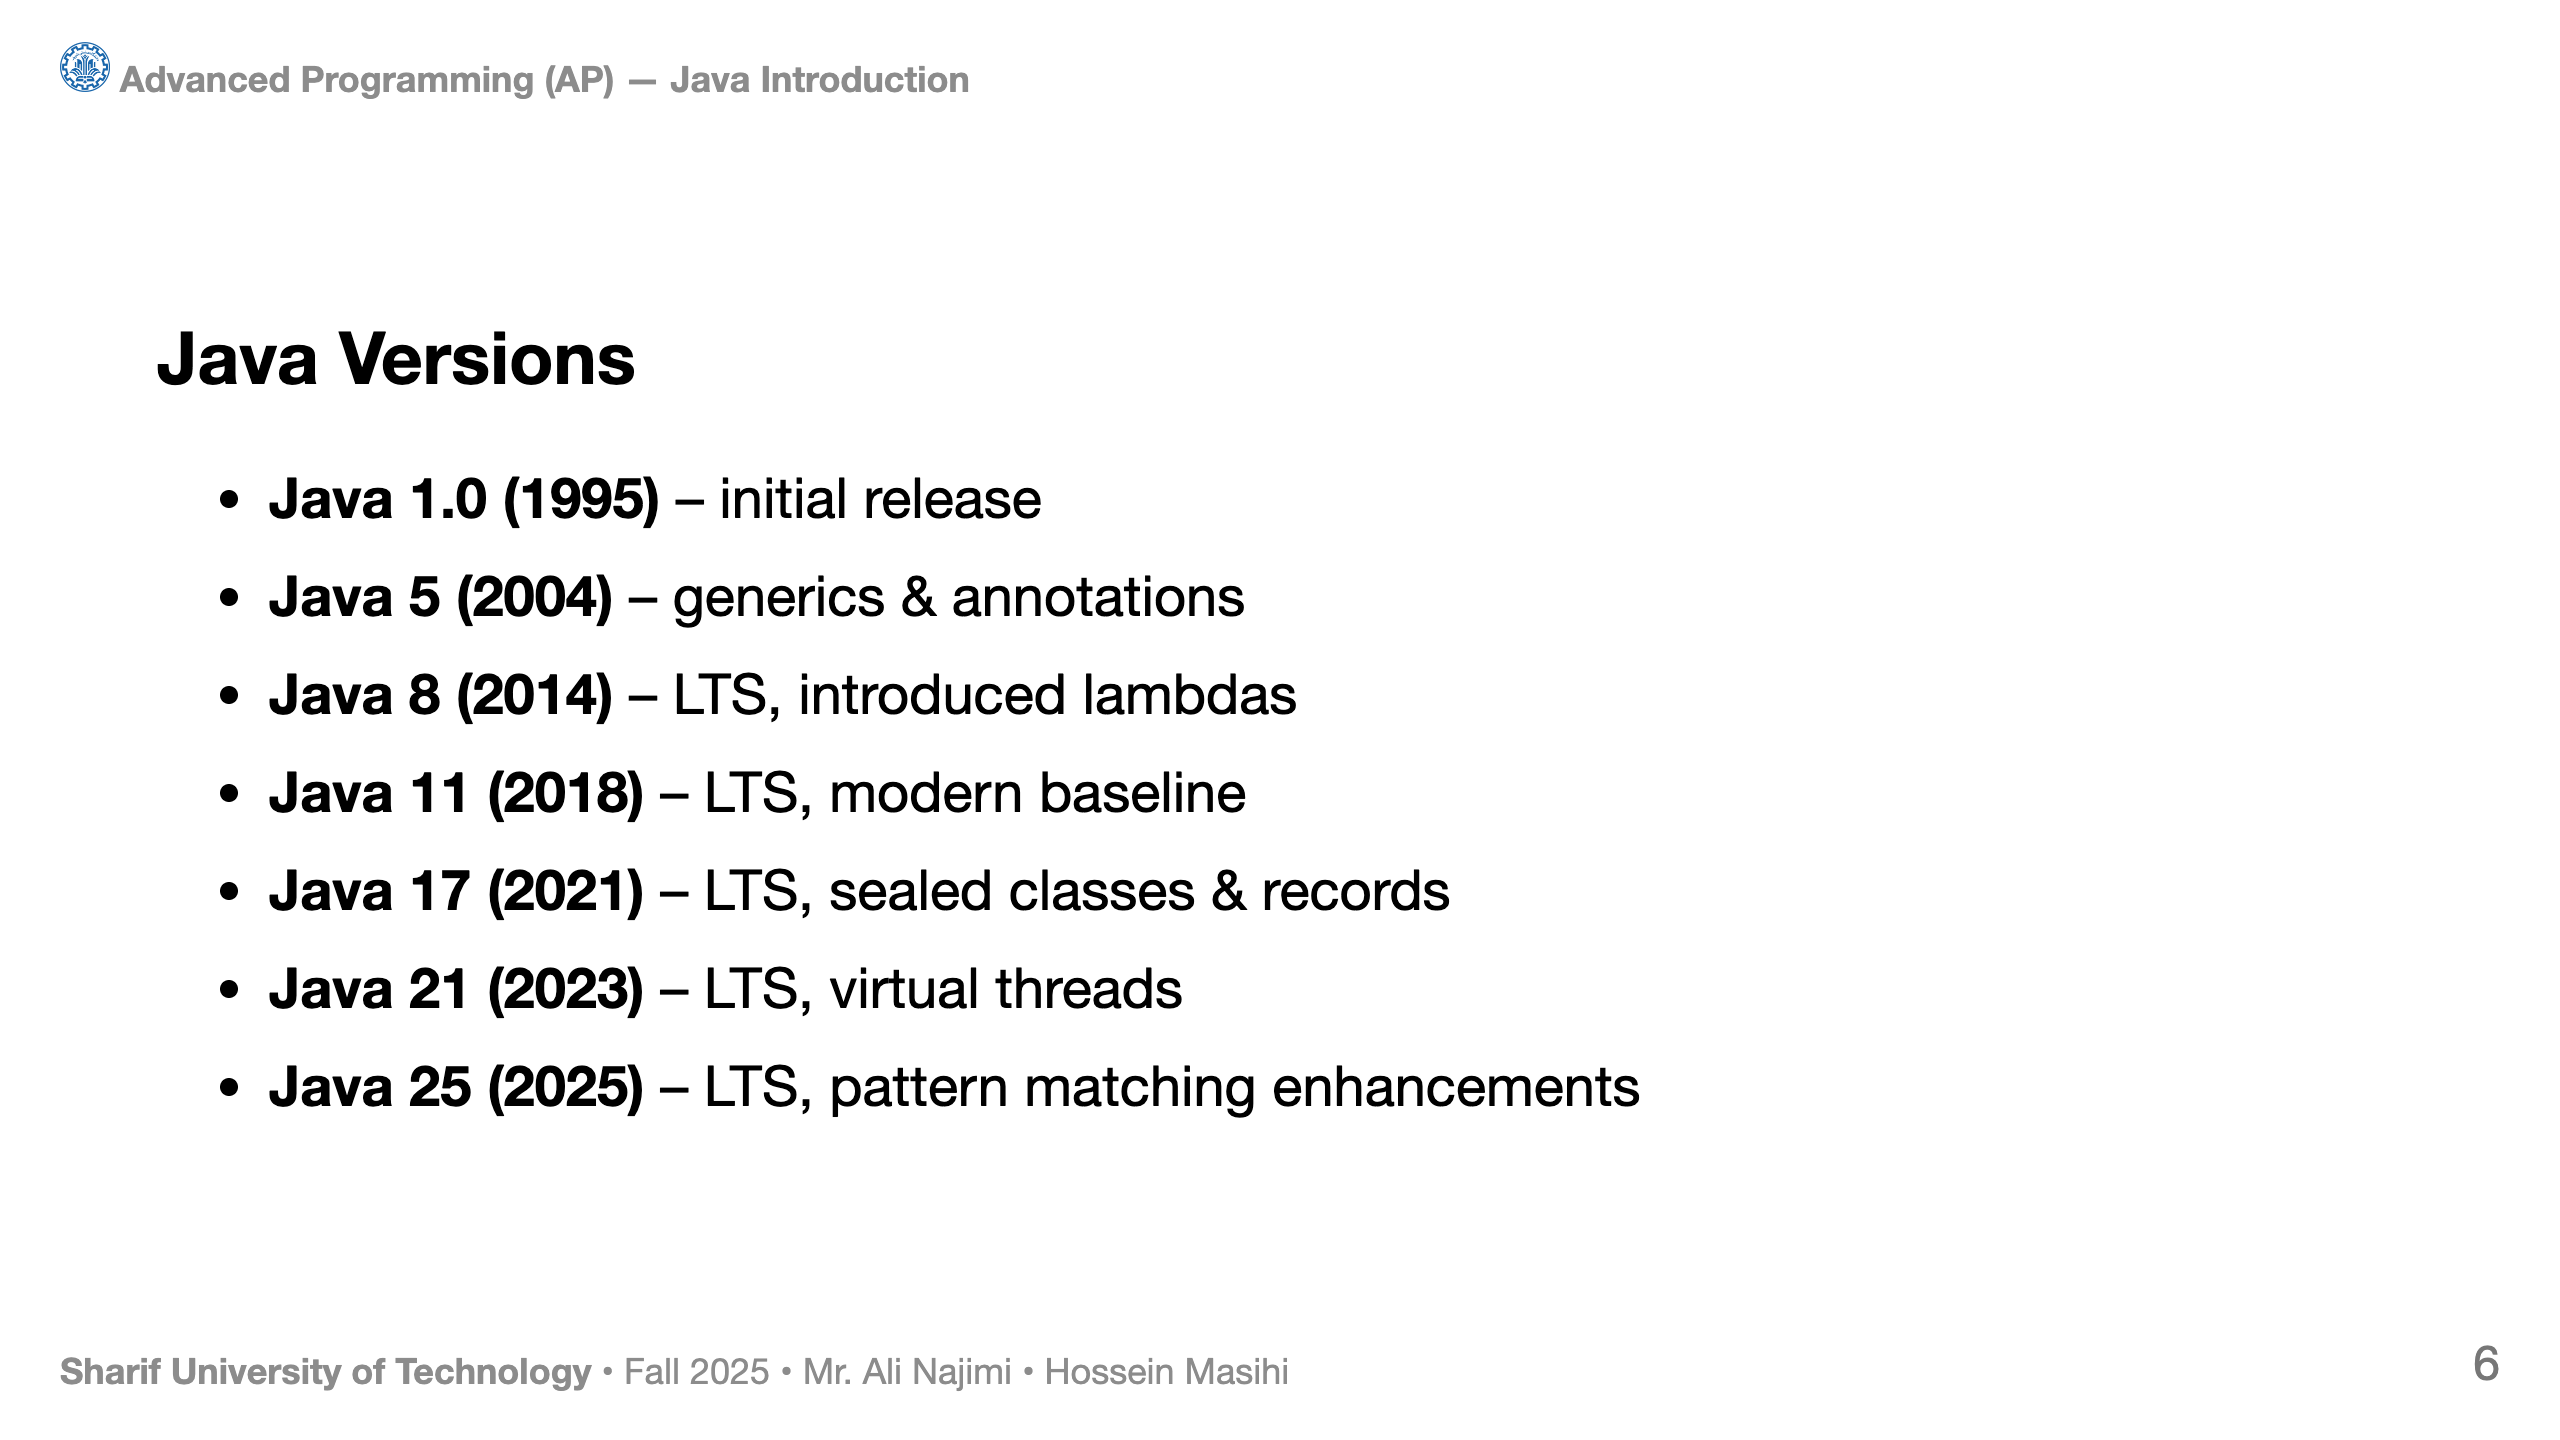 Advanced Programming (AP) — Java Introduction
Java Versions
• Java 1.0 (1995) – initial release
• Java 5 (2004) – generics & annotations
• Java 8 (2014) – LTS, introduced lambdas
• Java 11 (2018) – LTS, modern baseline
• Java 17 (2021) – LTS, sealed classes & records
• Java 21 (2023) – LTS, virtual threads
• Java 25 (2025) – LTS, pattern matching enhancements
Sharif University of Technology • Fall 2025 • Mr. Ali Najimi • Hossein Masihi
6